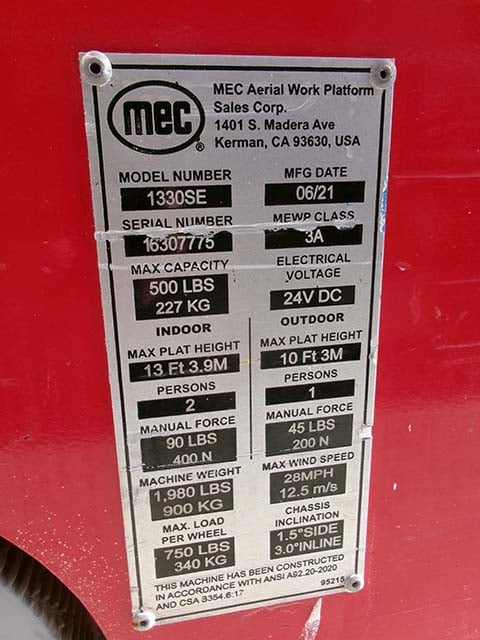 mec
®
MEC Aerial Work Platform
Sales Corp.
1401 S. Madera Ave
Kerman, CA 93630, USA
MODEL NUMBER
1330SE
MFG DATE
06/21
SERIAL NUMBER
16307775
MEWP CLASS
3A
MAX CAPACITY
500 LBS
227 KG
ELECTRICAL
VOLTAGE
24V DC
INDOOR
MAX PLAT HEIGHT
13 Ft 3.9M
PERSONS
2
MANUAL FORCE
90 LBS
400 N
OUTDOOR
MAX PLAT HEIGHT
10 Ft 3M
PERSONS
1
MANUAL FORCE
45 LBS
200 N
MACHINE WEIGHT
1,980 LBS
900 KG
MAX WIND SPEED
28MPH
12.5 m/s
MAX. LOAD
PER WHEEL
750 LBS
340 KG
CHASSIS
INCLINATION
1.5°SIDE
3.0°INLINE
THIS MACHINE HAS BEEN CONSTRUCTED
IN ACCORDANCE WITH ANSI A92.20-2020
AND CSA B354.6:17
95215